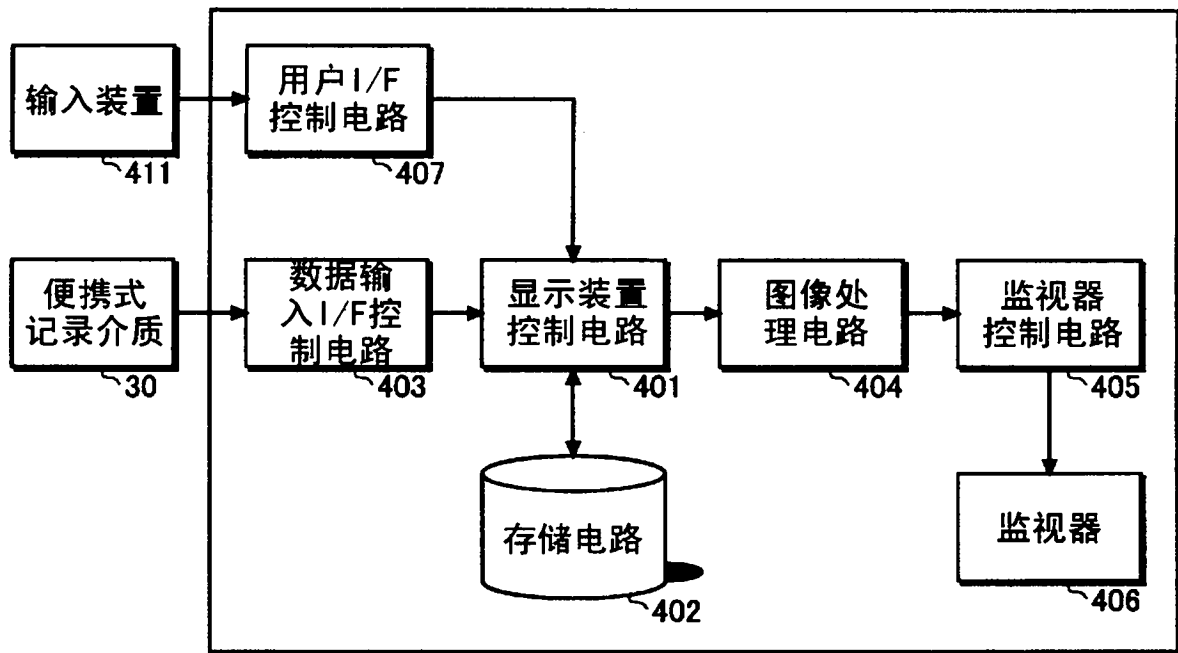 输入装置
411
用户I/F
控制电路
407
便携式
记录介质
30
数据输
入I/F控
制电路
403
显示装置
控制电路
401
图像处
理电路
404
监视器
控制电路
405
存储电路
402
监视器
406